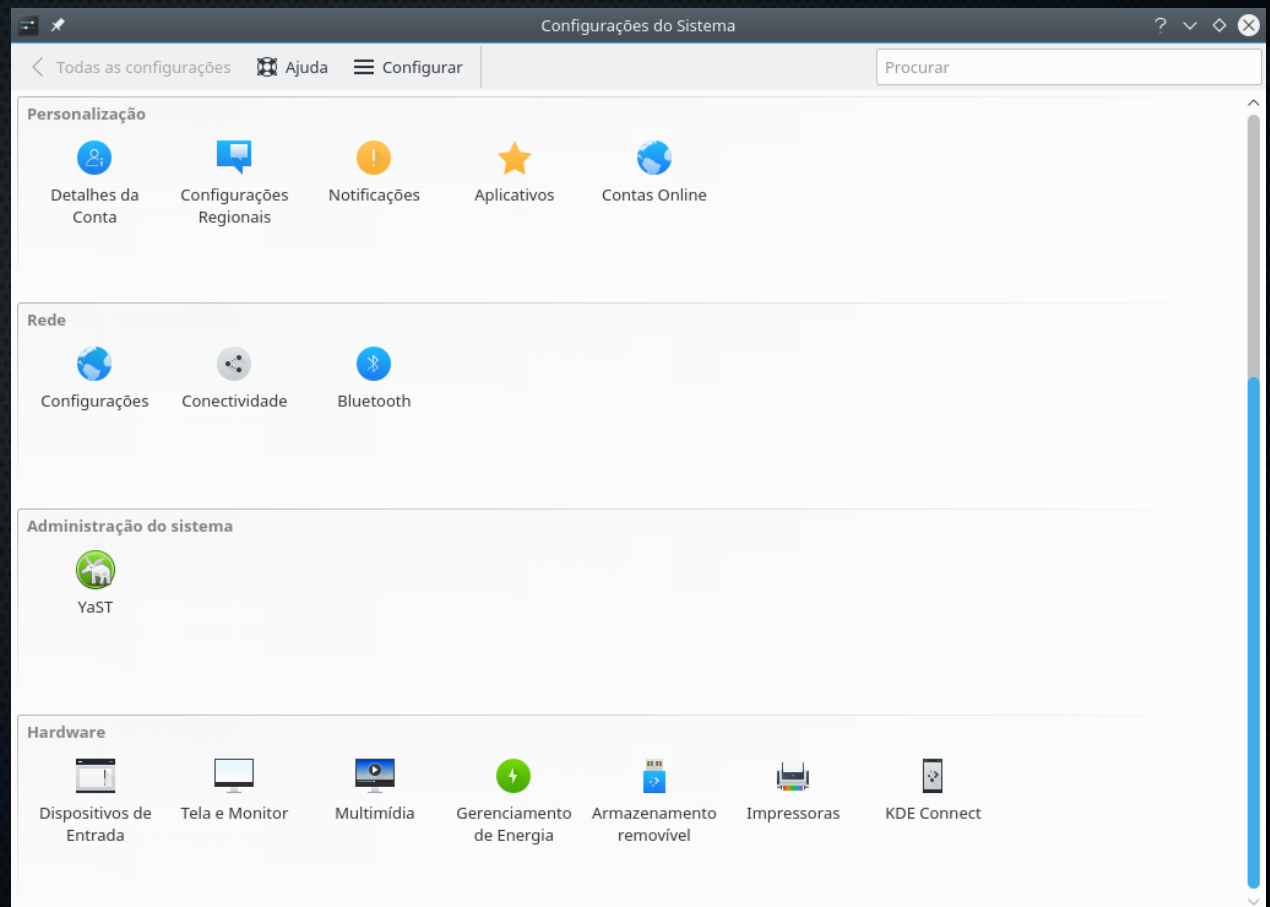 Configurações do Sistema
Todas as configurações Ajuda Configurar Procurar
Personalização
Detalhes da Conta
Configurações Regionais
Notificações
Aplicativos
Contas Online
Rede
Configurações
Conectividade
Bluetooth
Administração do sistema
YaST
Hardware
Dispositivos de Entrada
Tela e Monitor
Multimídia
Gerenciamento de Energia
Armazenamento removível
Impressoras
KDE Connect